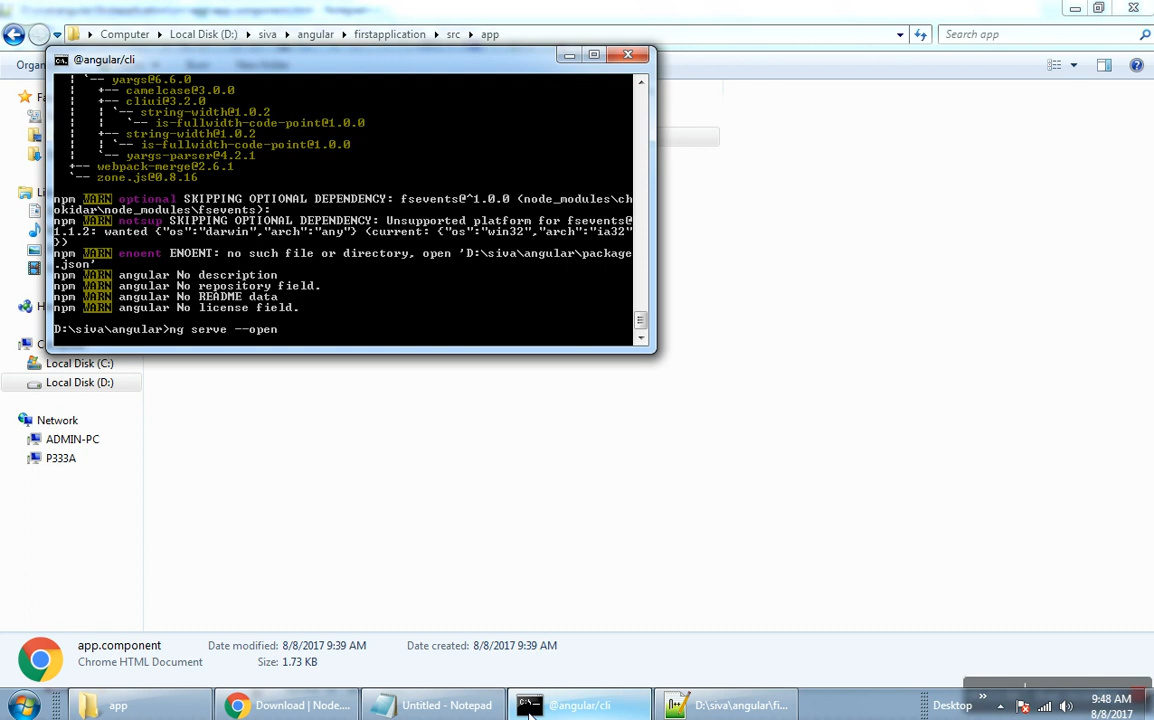 Computer
Local Disk (D:)
siva
angular
firstapplication
src
app
Search app
@angular/cli
yargs@6.6.0
camelcase@3.0.0
cliui@3.2.0
string-width@1.0.2
is-fullwidth-code-point@1.0.0
string-width@1.0.2
is-fullwidth-code-point@1.0.0
yargs-parser@4.2.1
webpack-merge@2.6.1
zone.js@0.8.16
npm WARN optional SKIPPING OPTIONAL DEPENDENCY: fsevents@^1.0.0 (node_modules\ch
okidar\node_modules\fsevents):
npm WARN notsup SKIPPING OPTIONAL DEPENDENCY: Unsupported platform for fsevents@
1.1.2: wanted {"os":"darwin","arch":"any"} (current: {"os":"win32","arch":"ia32"
})
npm WARN enoent ENOENT: no such file or directory, open 'D:\siva\angular\package
.json'
npm WARN angular No description
npm WARN angular No repository field.
npm WARN angular No README data
npm WARN angular No license field.
D:\siva\angular>ng serve --open
Local Disk (C:)
Local Disk (D:)
Network
ADMIN-PC
P333A
app.component
Date modified: 8/8/2017 9:39 AM
Date created: 8/8/2017 9:39 AM
Chrome HTML Document
Size: 1.73 KB
app
Download | Node....
Untitled - Notepad
@angular/cli
D:\siva\angular\fi...
Desktop
9:48 AM
8/8/2017